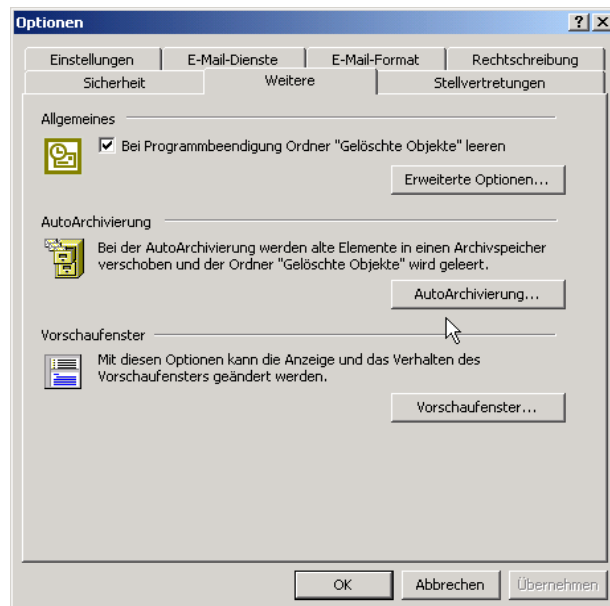 Optionen
Einstellungen E-Mail-Dienste E-Mail-Format Rechtschreibung
Sicherheit Weitere Stellvertretungen
Allgemeines
Bei Programmbeendigung Ordner "Gelöschte Objekte" leeren
Erweiterte Optionen...
AutoArchivierung
Bei der AutoArchivierung werden alte Elemente in einen Archivspeicher
verschoben und der Ordner "Gelöschte Objekte" wird geleert.
AutoArchivierung...
Vorschaufenster
Mit diesen Optionen kann die Anzeige und das Verhalten des
Vorschaufensters geändert werden.
Vorschaufenster...
OK Abbrechen Übernehmen